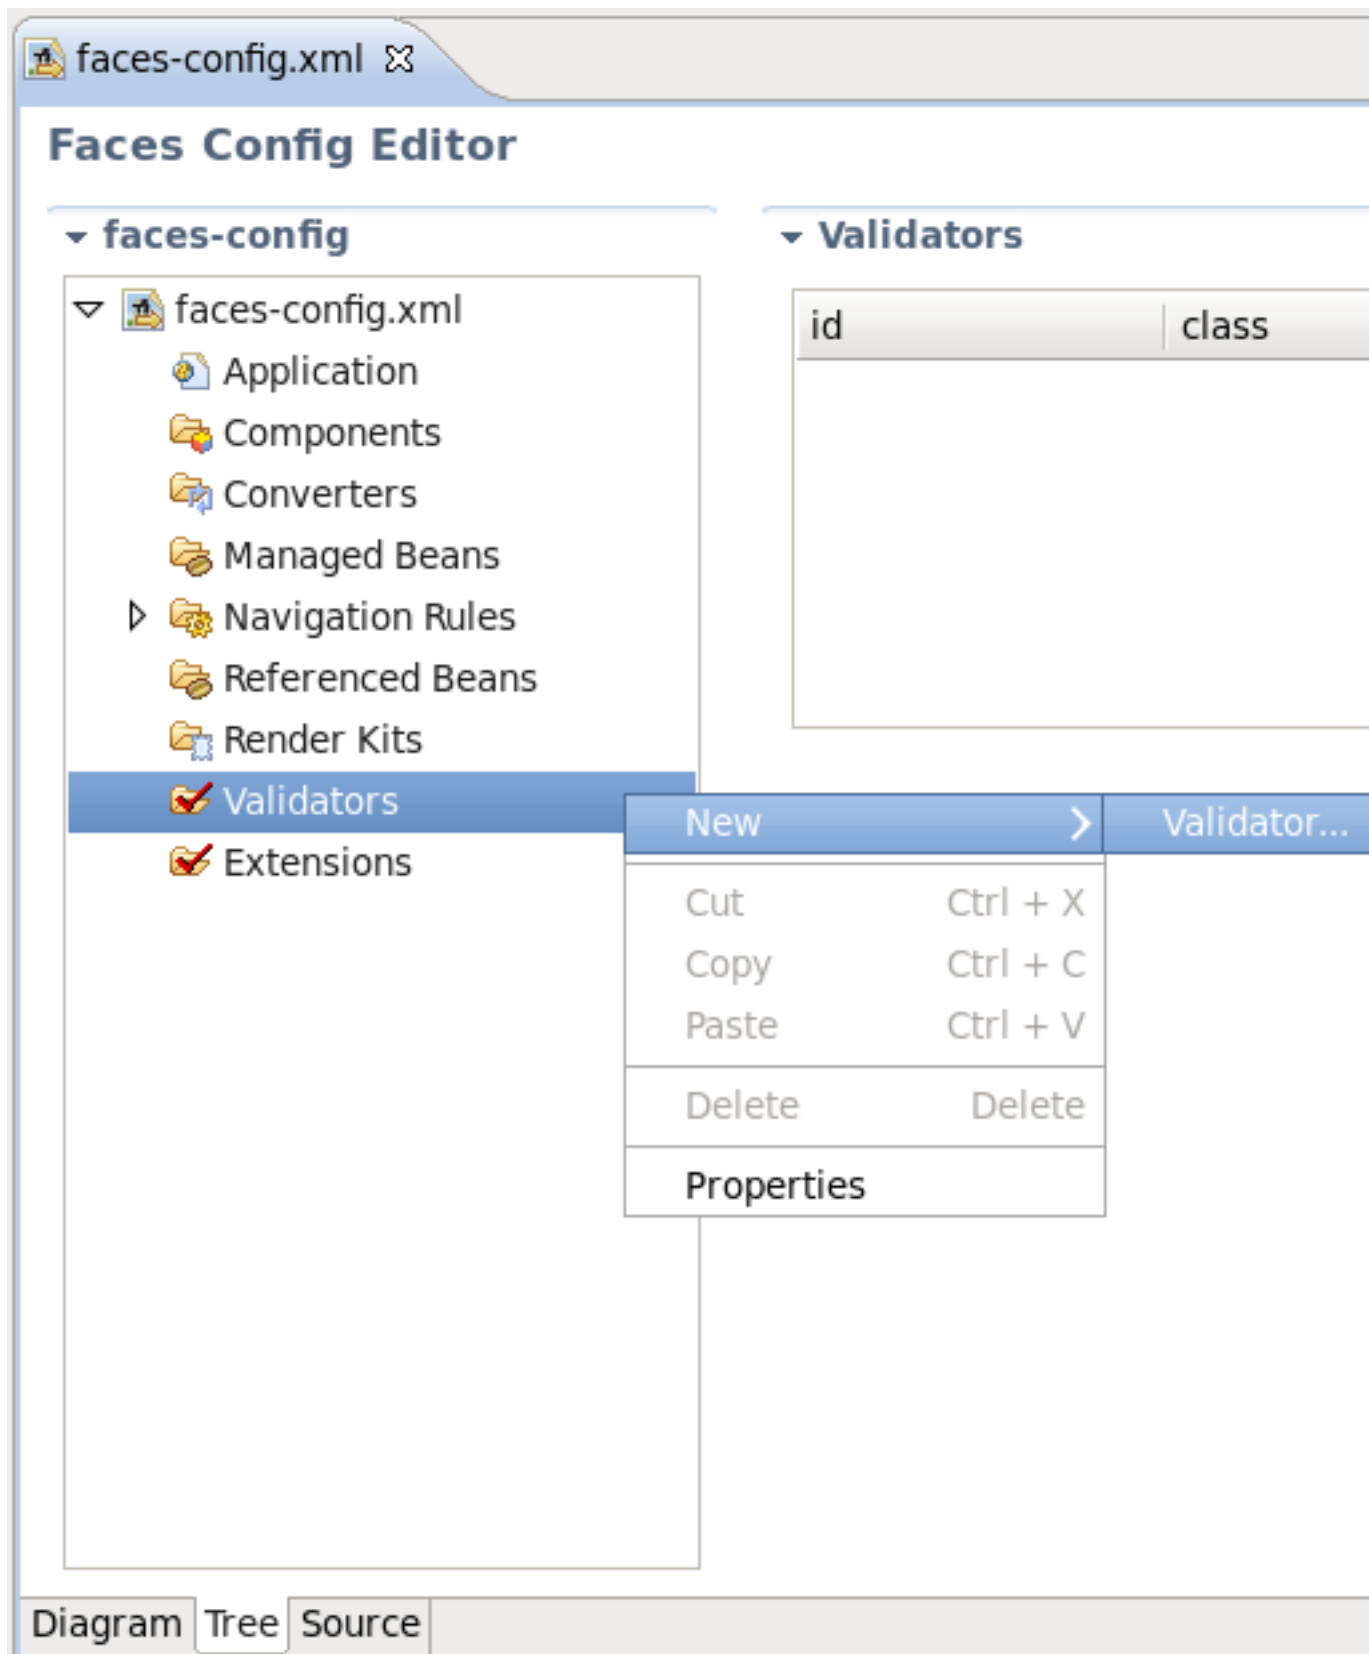 faces-config.xml
Faces Config Editor
faces-config
faces-config.xml
Application
Components
Converters
Managed Beans
Navigation Rules
Referenced Beans
Render Kits
Validators
Extensions
Validators
id class
New Validator...
Cut Ctrl + X
Copy Ctrl + C
Paste Ctrl + V
Delete Delete
Properties
Diagram Tree Source